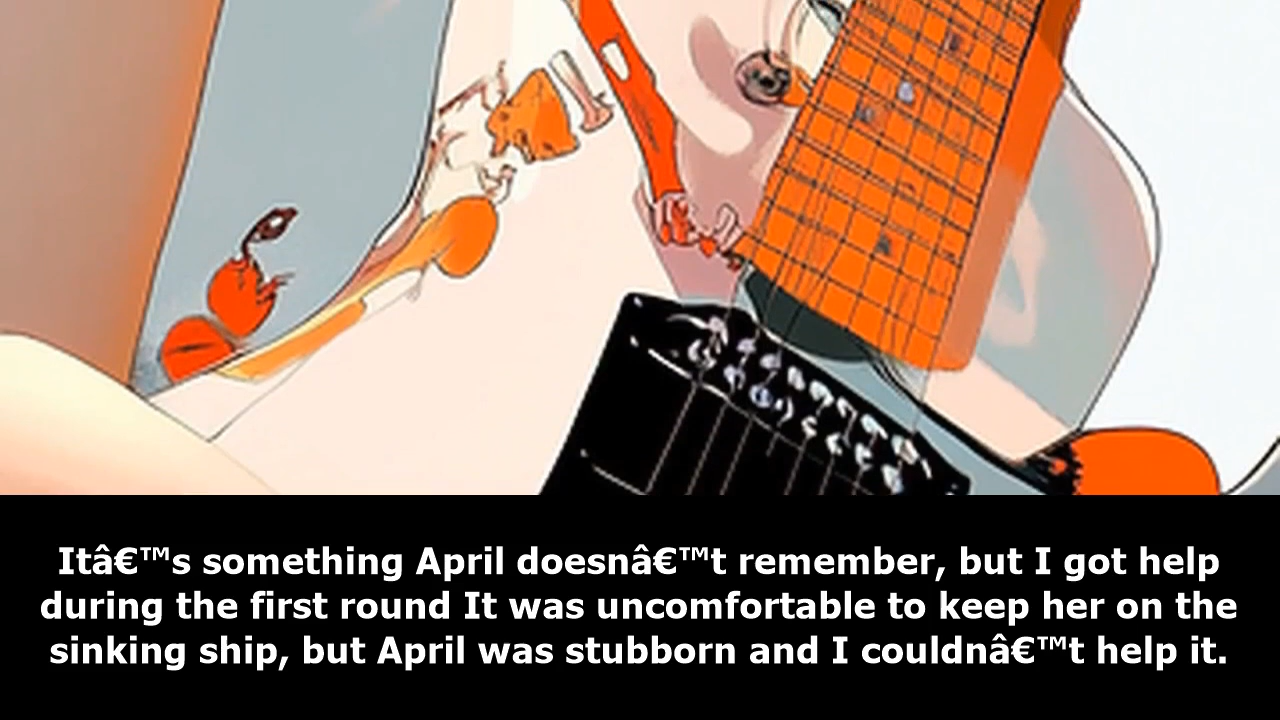 Itâ€™s something April doesnâ€™t remember, but I got help
during the first round It was uncomfortable to keep her on the
sinking ship, but April was stubborn and I couldnâ€™t help it.